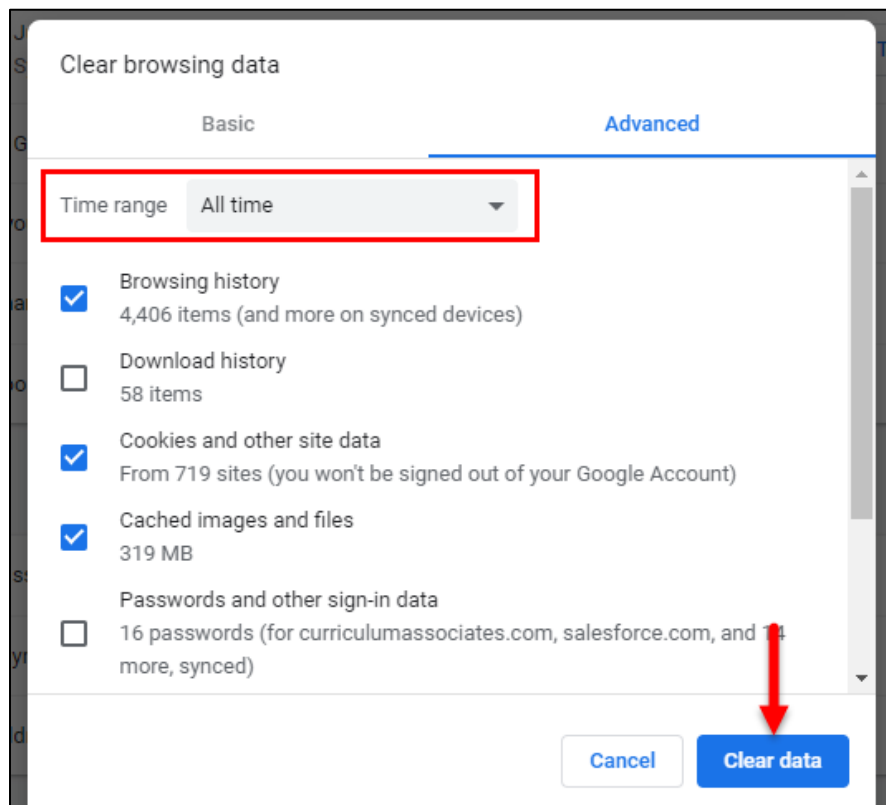 Clear browsing data
Basic
Advanced
Time range
All time
Browsing history
4,406 items (and more on synced devices)
Download history
58 items
Cookies and other site data
From 719 sites (you won't be signed out of your Google Account)
Cached images and files
319 MB
Passwords and other sign-in data
16 passwords (for curriculumassociates.com, salesforce.com, and 14
more, synced)
Cancel
Clear data